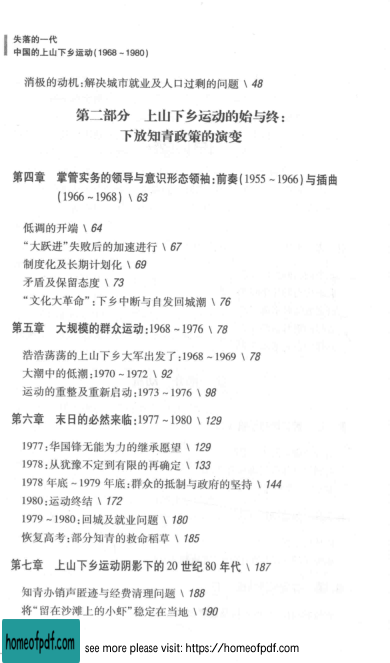 失落的一代
中国的上山下乡运动(1968~1980)
消极的动机:解决城市就业及人口过剩的问题 \ 48
第二部分 上山下乡运动的始与终:
下放知青政策的演变
第四章 掌管实务的领导与意识形态领袖:前奏(1955~1966)与插曲
(1966~1968) \ 63
低调的开端 \ 64
“大跃进”失败后的加速进行 \ 67
制度化及长期计划化 \ 69
矛盾及保留态度 \ 73
“文化大革命”:下乡中断与自发回城潮 \ 76
第五章 大规模的群众运动:1968~1976 \ 78
浩浩荡荡的上山下乡大军出发了:1968~1969 \ 78
大潮中的低潮:1970~1972 \ 92
运动的重整及重新启动:1973~1976 \ 98
第六章 末日的必然来临:1977~1980 \ 129
1977:华国锋无能为力的继承愿望 \ 129
1978:从犹豫不定到有限的再确定 \ 133
1978 年底~1979 年底:群众的抵制与政府的坚持 \ 144
1980:运动终结 \ 172
1979~1980:回城及就业问题 \ 180
恢复高考:部分知青的救命稻草 \ 185
第七章 上山下乡运动阴影下的 20 世纪 80 年代 \ 187
知青办销声匿迹与经费清理问题 \ 188
将“留在沙滩上的小虾”稳定在当地 \ 190
homeofpdf.com
see more please visit: https://homeofpdf.com